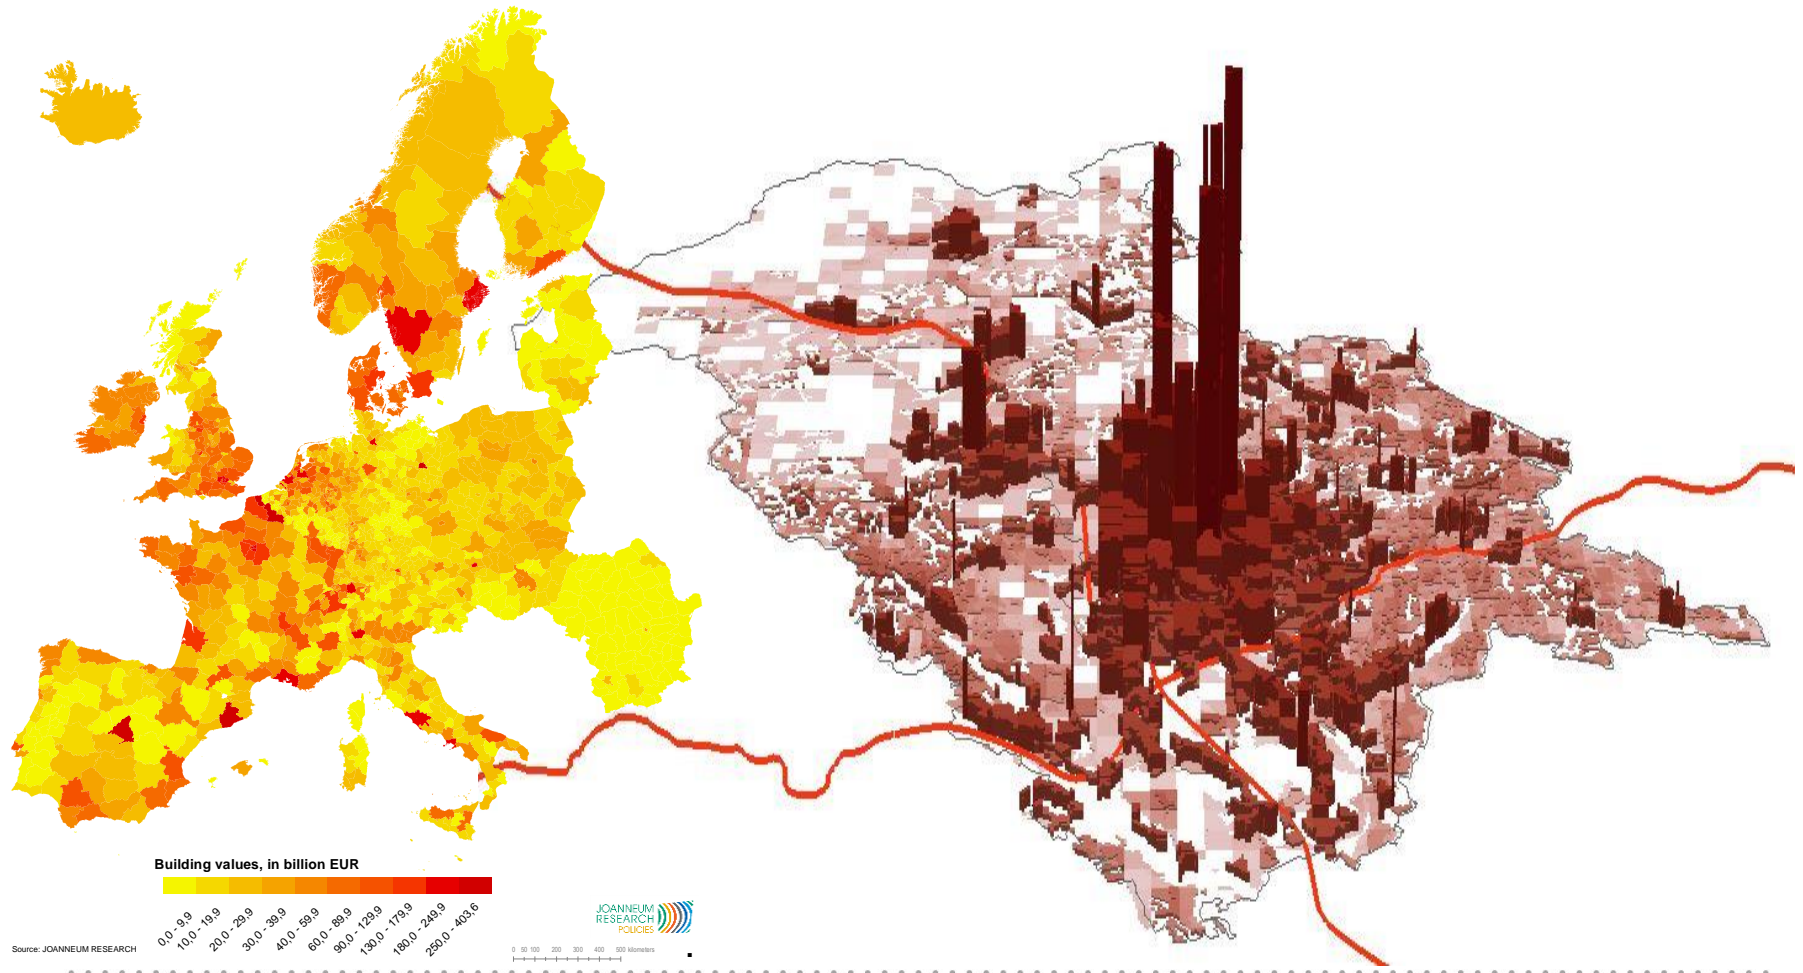 Building values, in billion EUR
0,0 - 9,9
10,0 - 19,9
20,0 - 29,9
30,0 - 39,9
40,0 - 59,9
60,0 - 89,9
90,0 - 129,9
130,0 - 179,9
180,0 - 249,9
250,0 - 403,6
Source: JOANNEUM RESEARCH
JOANNEUM
RESEARCH
POLICIES
0 50 100 200 300 400 500 kilometers